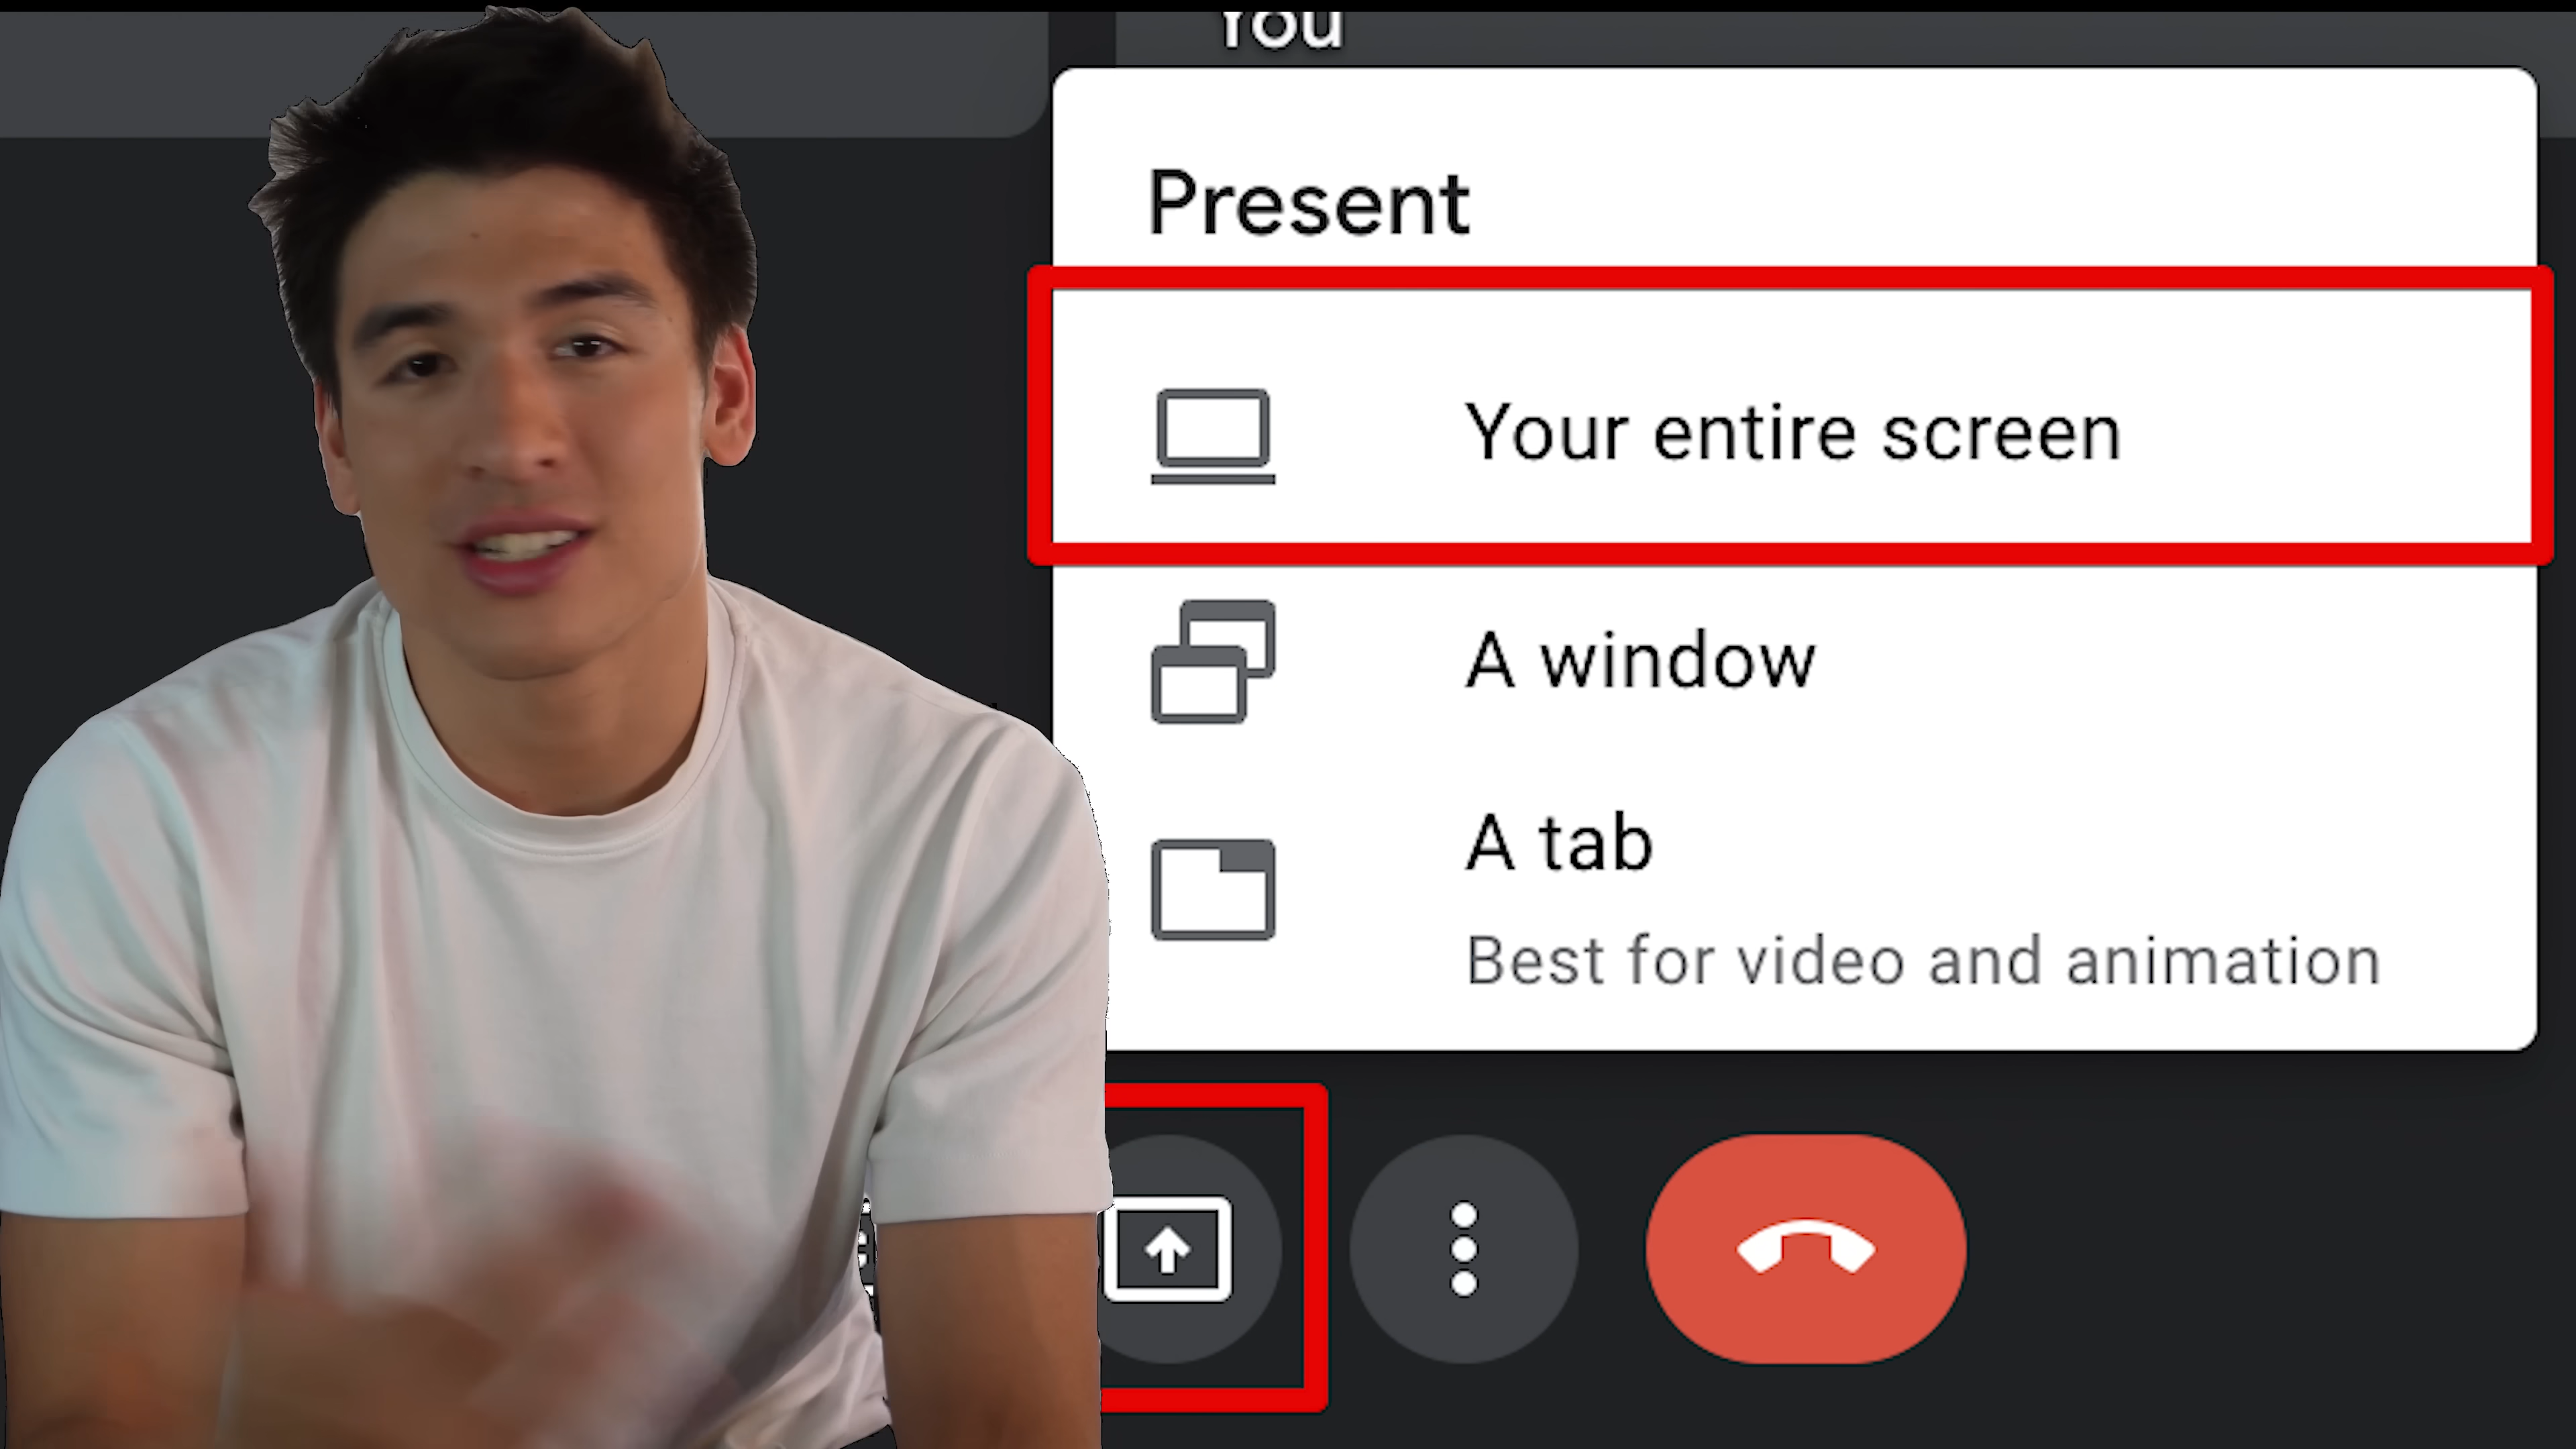 You
Present
Your entire screen
A window
A tab
Best for video and animation